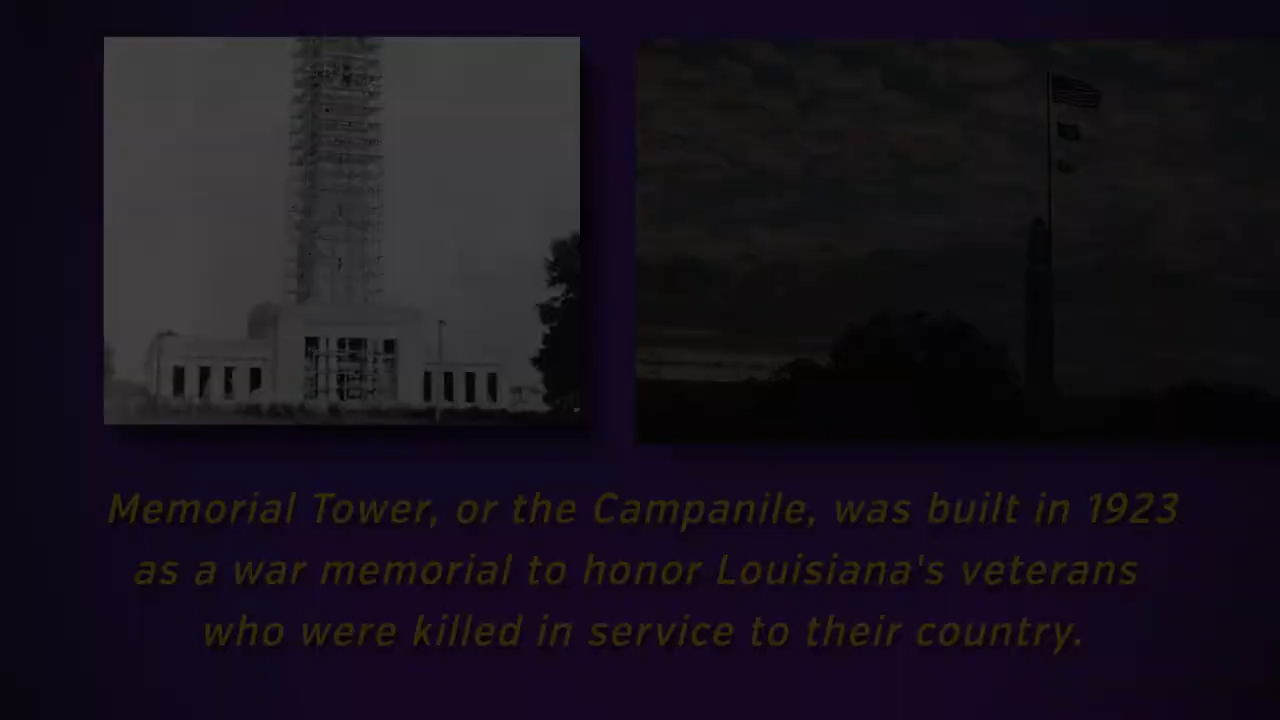 Memorial Tower, or the Campanile, was built in 1923
as a war memorial to honor Louisiana's veterans
who were killed in service to their country.